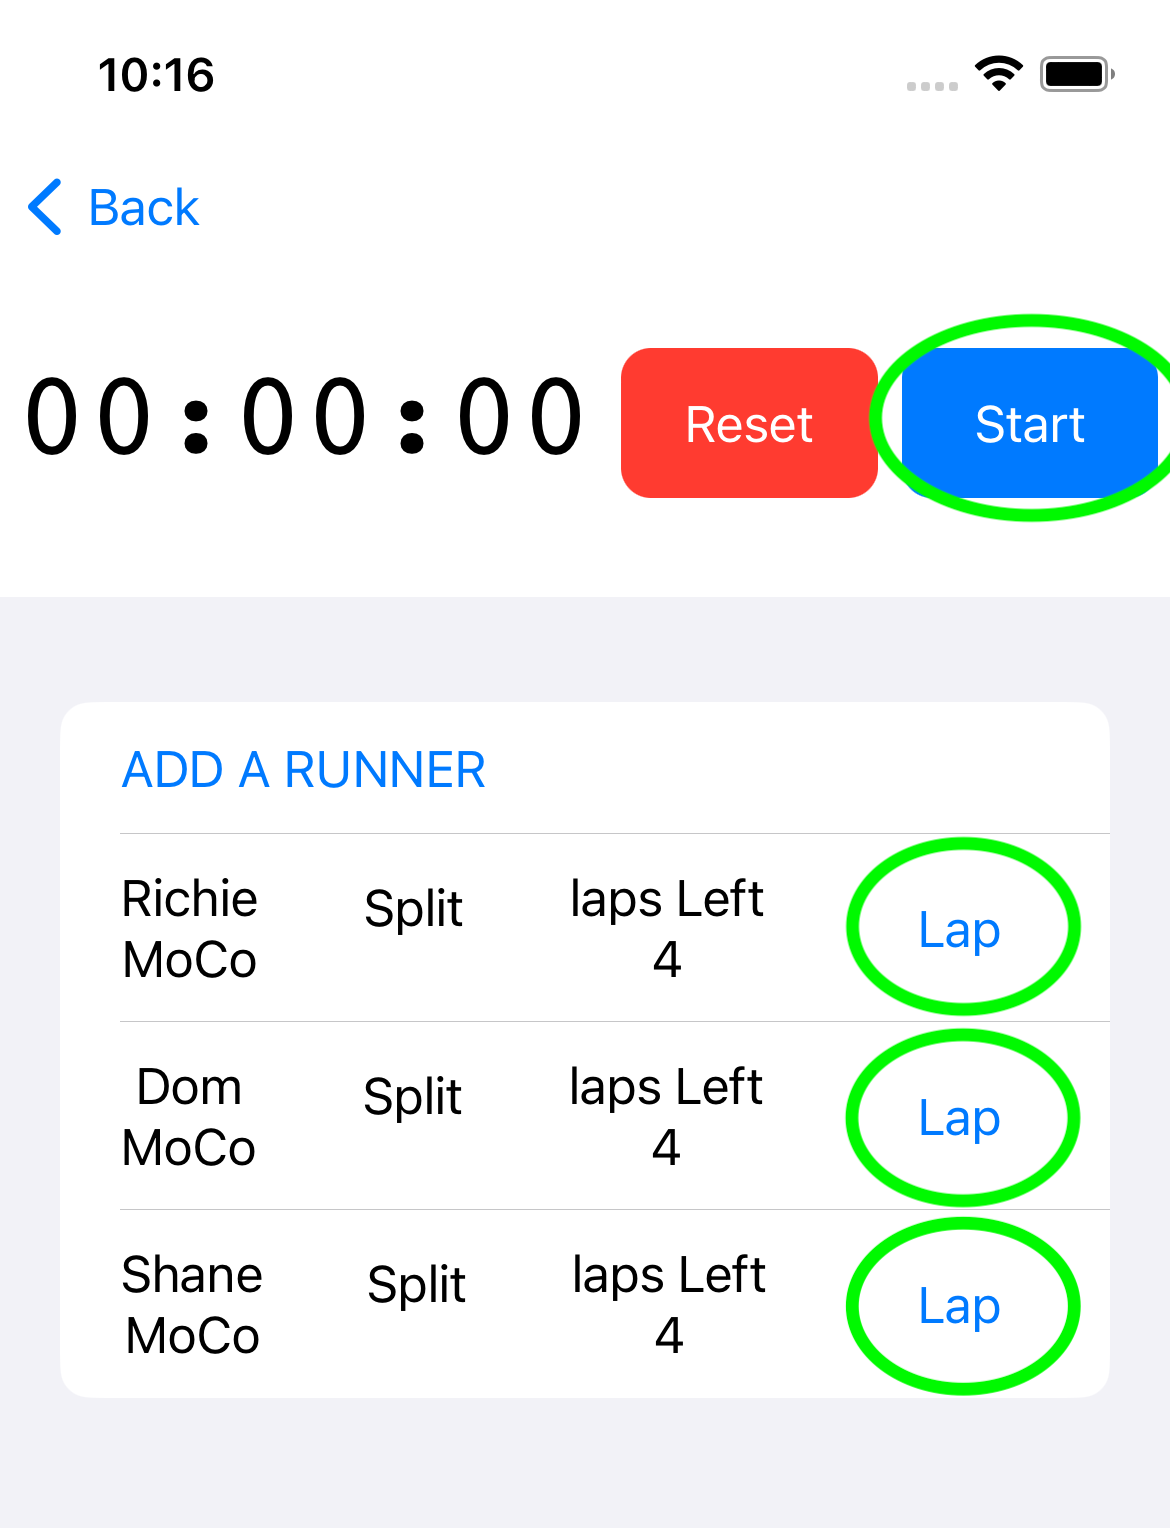 10:16
Back
00:00:00
Reset
Start
ADD A RUNNER
Richie
MoCo
Split
laps Left
4
Lap
Dom
MoCo
Split
laps Left
4
Lap
Shane
MoCo
Split
laps Left
4
Lap